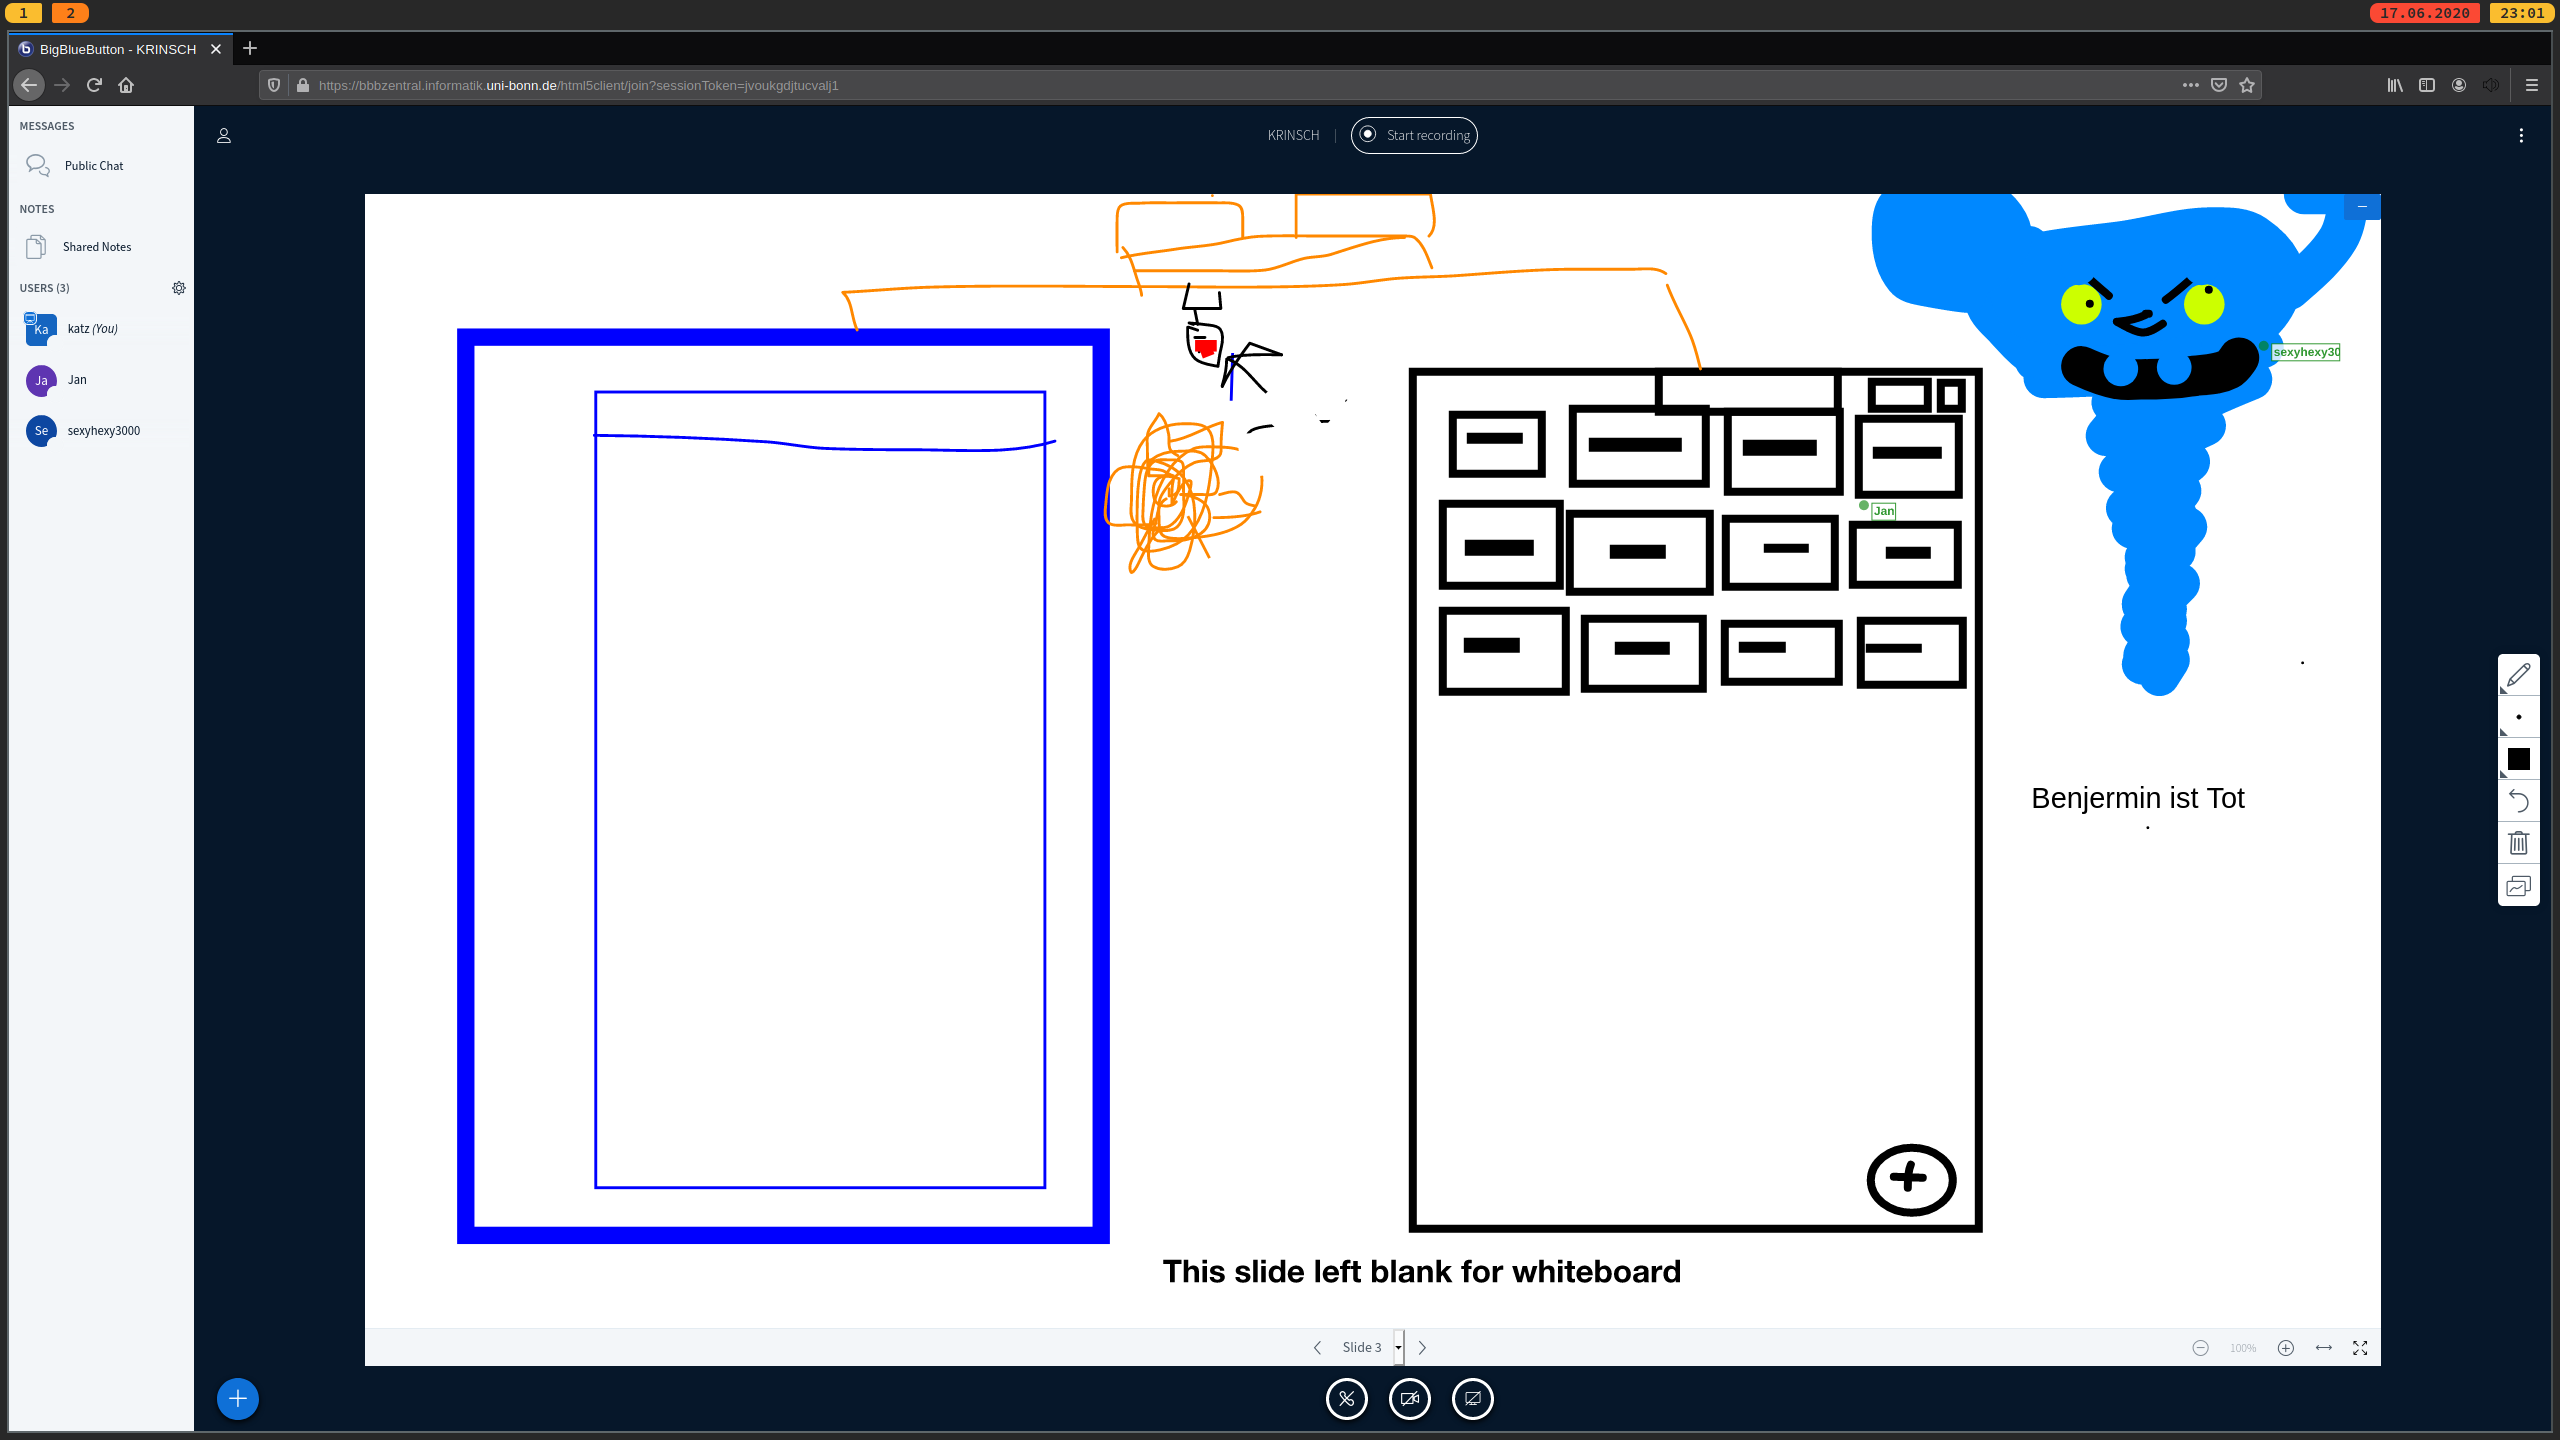 1 2 17.06.2020 23:01
BigBlueButton - KRINSCH
https://bbbzentral.informatik.uni-bonn.de/html5client/join?sessionToken=jvoukgdjtucvalj1
MESSAGES
Public Chat
NOTES
Shared Notes
USERS (3)
Ka katz (You)
Ja Jan
Se sexyhexy3000
KRINSCH | Start recording
sexyhexy30
Jan
Benjermin ist Tot
This slide left blank for whiteboard
Slide 3
100%